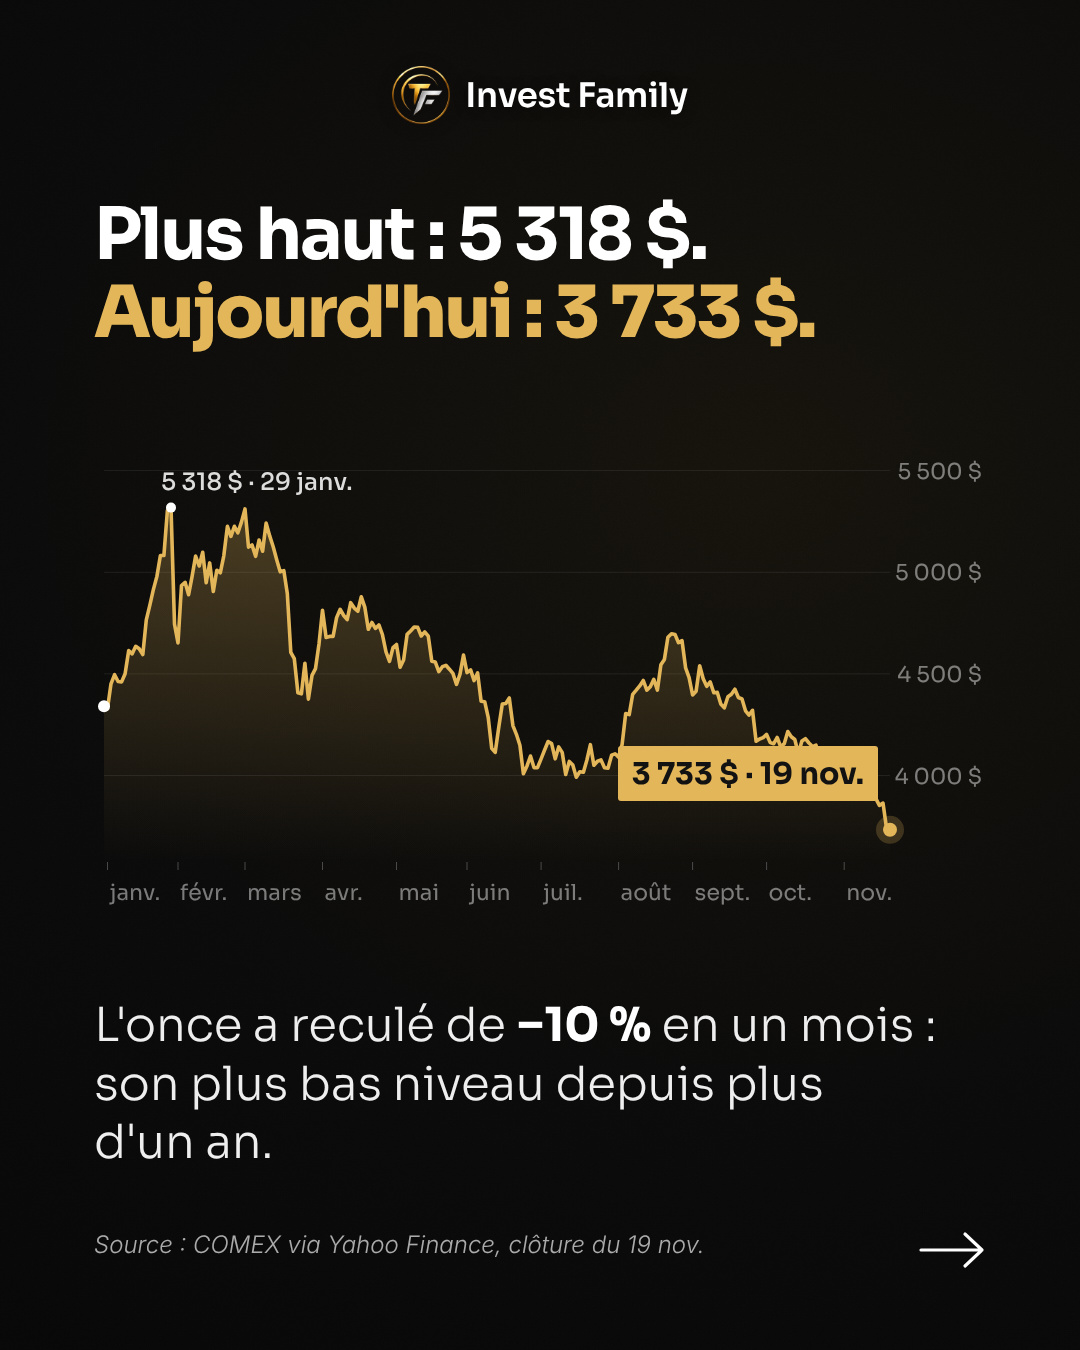 TF Invest Family
Plus haut : 5 318 $.
Aujourd'hui : 3 733 $.
5 318 $ · 29 janv.
5 500 $
5 000 $
4 500 $
4 000 $
3 733 $ · 19 nov.
janv. févr. mars avr. mai juin juil. août sept. oct. nov.
L'once a reculé de −10 % en un mois :
son plus bas niveau depuis plus
d'un an.
Source : COMEX via Yahoo Finance, clôture du 19 nov.